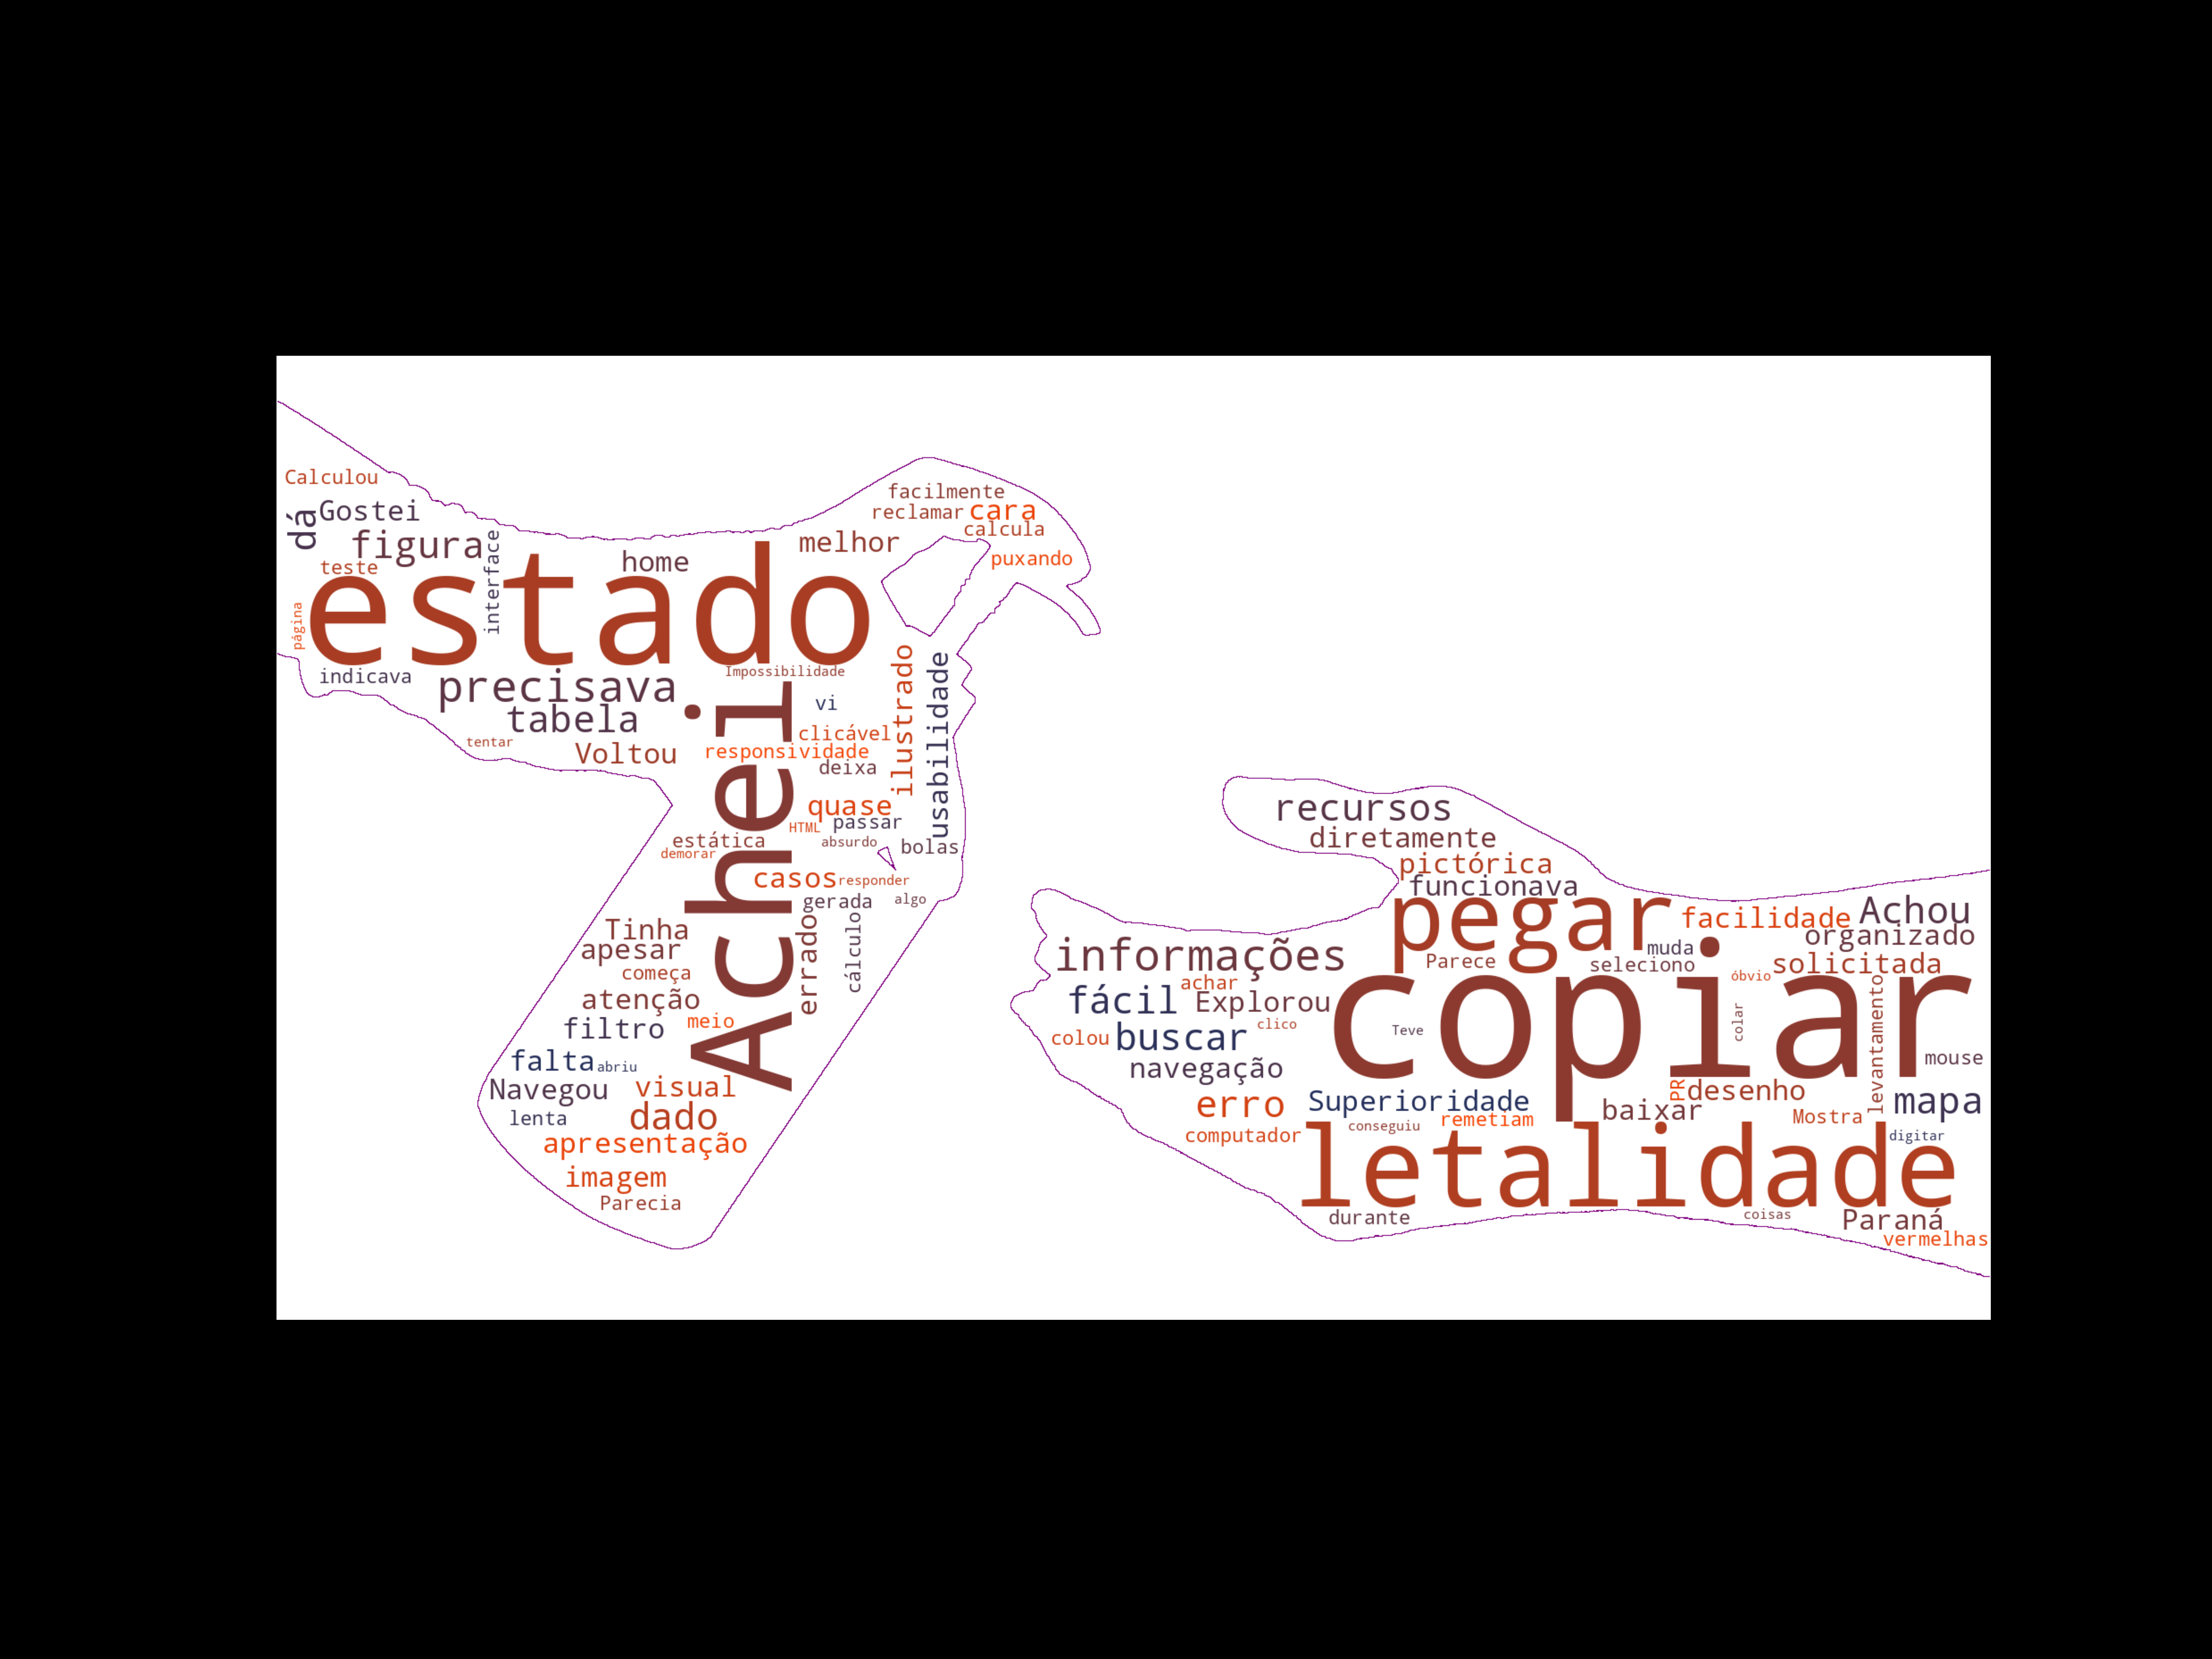 Calculou
dá
Gostei
figura
interface
teste
estado
home
melhor
facilmente
reclamar
cara
calcula
puxando
página
indicava
precisava
tabela
tentar
Voltou
Impossibilidade
Achei
vi
clicável
responsividade
deixa
ilustrado
usabilidade
quase
HTML
passar
estática
demorar
absurdo
bolas
casos
responder
gerada
algo
errado
cálculo
Tinha
apesar
começa
atenção
filtro
meio
falta
abriu
Navegou
visual
lenta
dado
apresentação
imagem
Parecia
recursos
diretamente
pictórica
funcionava
pegar
facilidade
Achou
organizado
informações
Parece
muda
seleciono
solicitada
achar
óbvio
fácil
Explorou
copiar
colou
buscar
clico
Teve
colar
levantamento
navegação
mouse
erro
Superioridade
PR
desenho
mapa
remetiam
baixar
Mostra
computador
conseguiu
digitar
letalidade
durante
coisas
Paraná
vermelhas